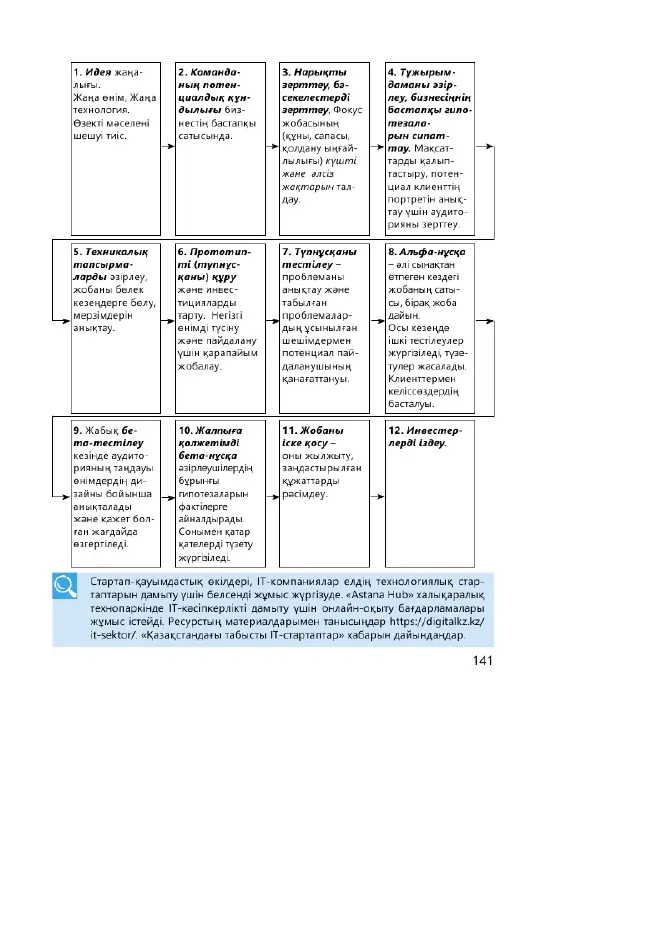 1. Идея жаңа-
лығы.
Жаңа өнім, Жаңа
технология.
Өзекті мәселені
шешуі тиіс.
2. Команда-
ның потен-
циалдық құн-
дылығы биз-
нестің бастапқы
сатысында.
3. Нарықты
зерттеу, бә-
секелестерді
зерттеу, Фокус
жобасының
(құны, сапасы,
қолдану ыңғай-
лылығы) күшті
және әлсіз
жақтарын тал-
дау.
4. Тұжырым-
даманы әзір-
леу, бизнесіңнің
бастапқы гипо-
тезала-
рын сипат-
тау. Мақсат-
тарды қалып-
тастыру, потен-
циал клиенттің
портретін анық-
тау үшін аудито-
рияны зерттеу.
5. Техникалық
тапсырма-
ларды әзірлеу,
жобаны бөлек
кезеңдерге бөлу,
мерзімдерін
анықтау.
6. Прототип-
ті (түпнұс-
қаны) құру
және инвес-
тицияларды
тарту. Негізгі
өнімді түсіну
және пайдалану
үшін қарапайым
жобалау.
7. Түпнұсқаны
тестілеу –
проблеманы
анықтау және
табылған
проблемалар-
дың ұсынылған
шешімдермен
потенциал пай-
даланушының
қанағаттануы.
8. Альфа-нұсқа
– әлі сынақтан
өтпеген кездегі
жобаның саты-
сы, бірақ жоба
дайын.
Осы кезеңде
ішкі тестілеулер
жүргізіледі, түзе-
тулер жасалады.
Клиенттермен
келіссөздердің
басталуы.
9. Жабық бе-
та-тестілеу
кезінде аудито-
рияның таңдауы
өнімдердің ди-
зайны бойынша
анықталады
және қажет бол-
ған жағдайда
өзгертіледі.
10. Жалпыға
қолжетімді
бета-нұсқа
әзірлеушілердің
бұрынғы
гипотезаларын
фактілерге
айналдырады.
Сонымен қатар
қателерді түзету
жүргізіледі.
11. Жобаны
іске қосу –
оны жылжыту,
заңдастырылған
құжаттарды
рәсімдеу.
12. Инвестер-
лерді іздеу.
Стартап-қауымдастық өкілдері, IT-компаниялар елдің технологиялық стар-
таптарын дамыту үшін белсенді жұмыс жүргізуде. «Astana Hub» халықаралық
технопаркінде IT-кәсіпкерлікті дамыту үшін онлайн-оқыту бағдарламалары
жұмыс істейді. Ресурстың материалдарымен танысыңдар https://digitalkz.kz/
it-sektor/. «Қазақстандағы табысты IT-стартаптар» хабарын дайындаңдар.
141